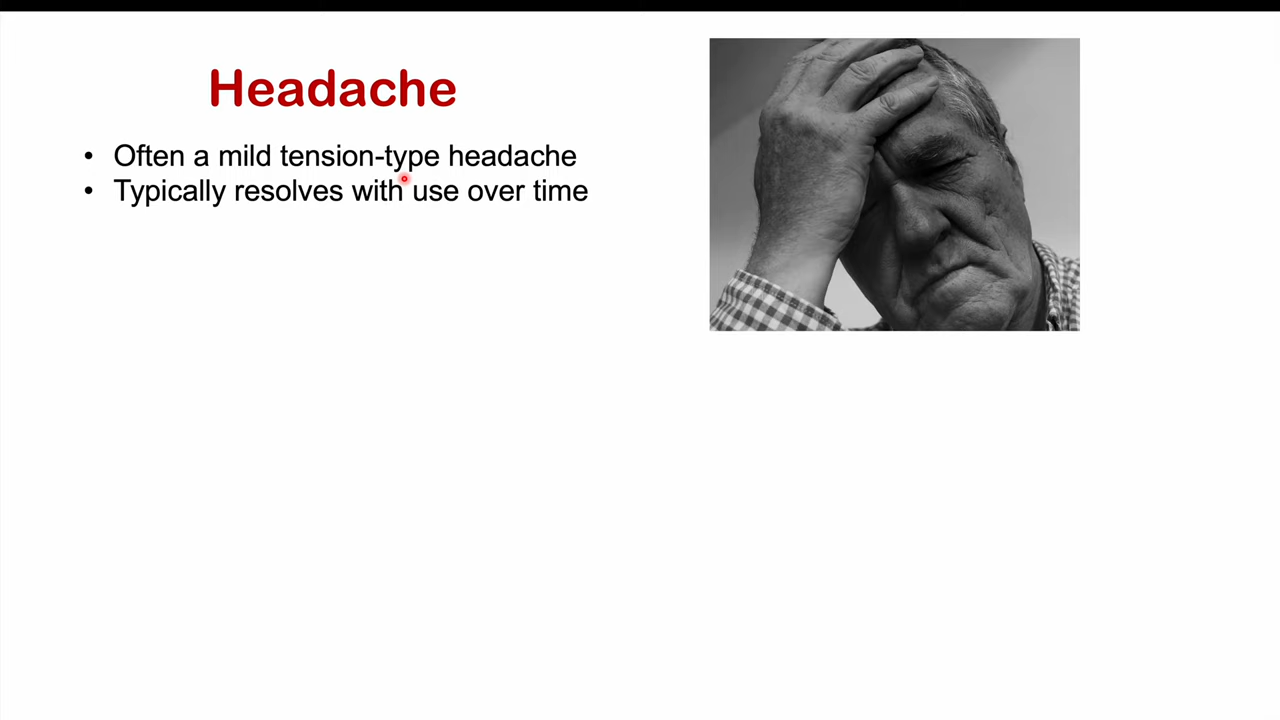 Headache
• Often a mild tension-type headache
• Typically resolves with use over time